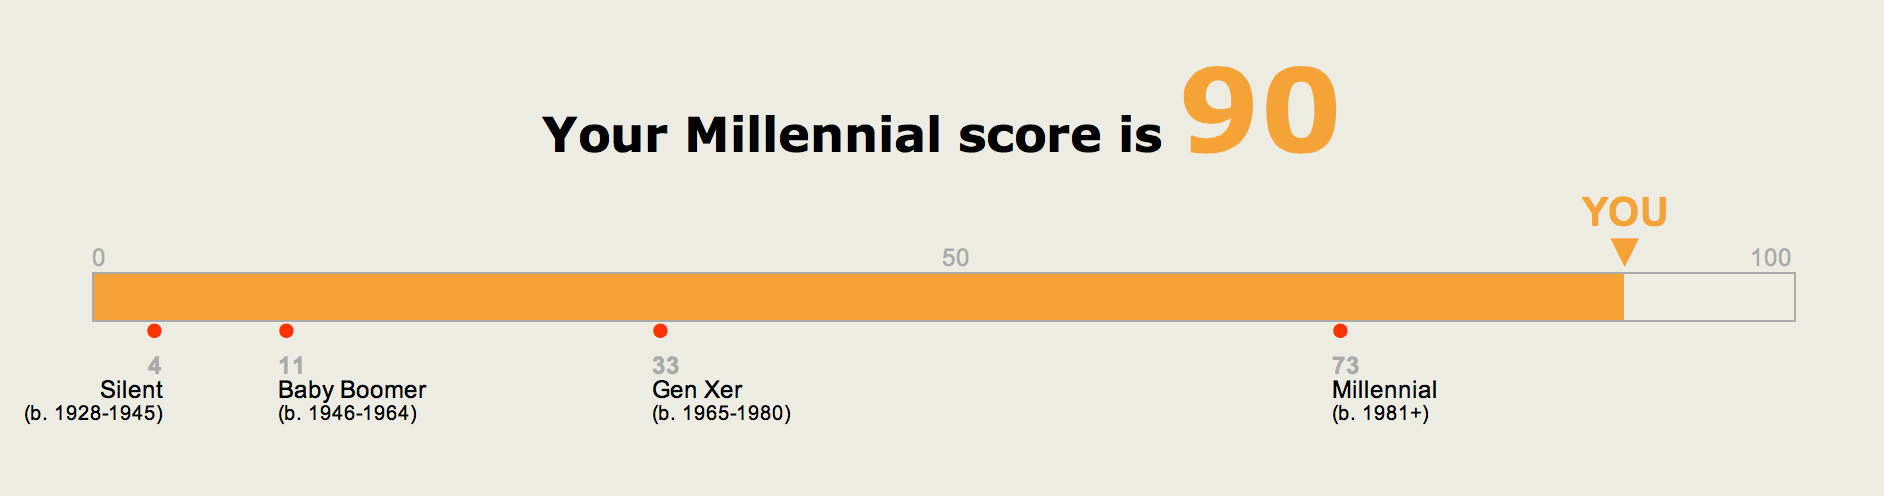 Your Millennial score is 90
YOU
0 50 100
4 11 33 73
Silent Baby Boomer Gen Xer Millennial
(b. 1928-1945) (b. 1946-1964) (b. 1965-1980) (b. 1981+)